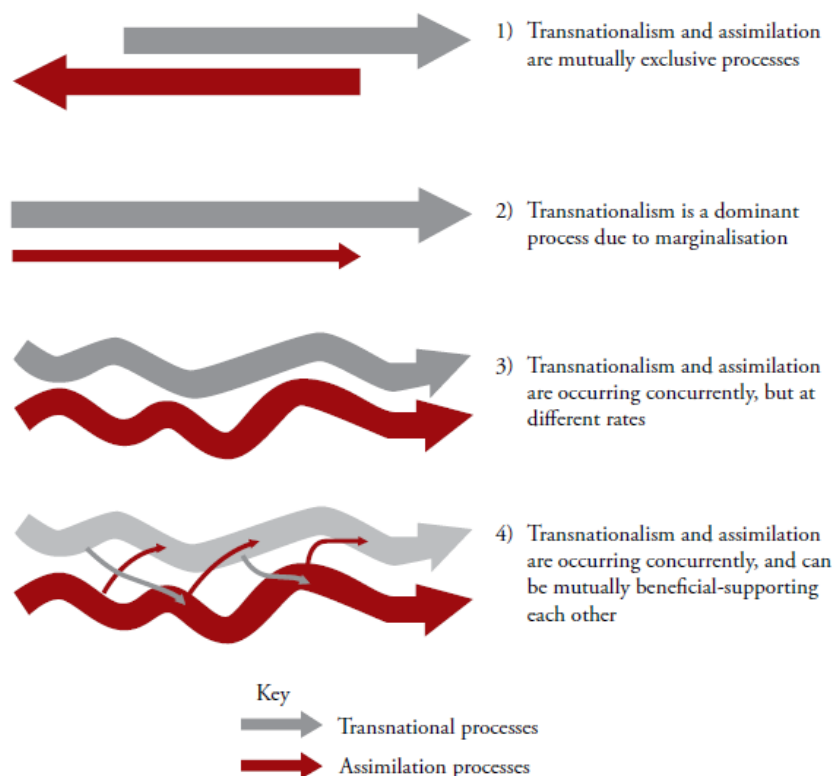 1) Transnationalism and assimilation
are mutually exclusive processes
2) Transnationalism is a dominant
process due to marginalisation
3) Transnationalism and assimilation
are occurring concurrently, but at
different rates
4) Transnationalism and assimilation
are occurring concurrently, and can
be mutually beneficial-supporting
each other
Key
Transnational processes
Assimilation processes